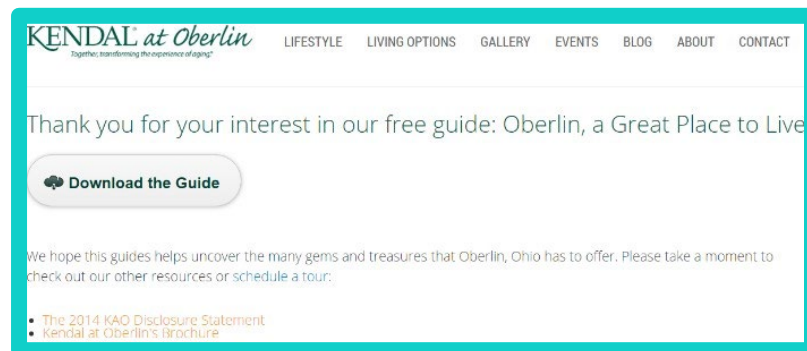 KENDAL® at Oberlin
Together, transforming the experience of aging.®
LIFESTYLE LIVING OPTIONS GALLERY EVENTS BLOG ABOUT CONTACT
Thank you for your interest in our free guide: Oberlin, a Great Place to Live
Download the Guide
We hope this guides helps uncover the many gems and treasures that Oberlin, Ohio has to offer. Please take a moment to
check out our other resources or schedule a tour:
• The 2014 KAO Disclosure Statement
• Kendal at Oberlin's Brochure